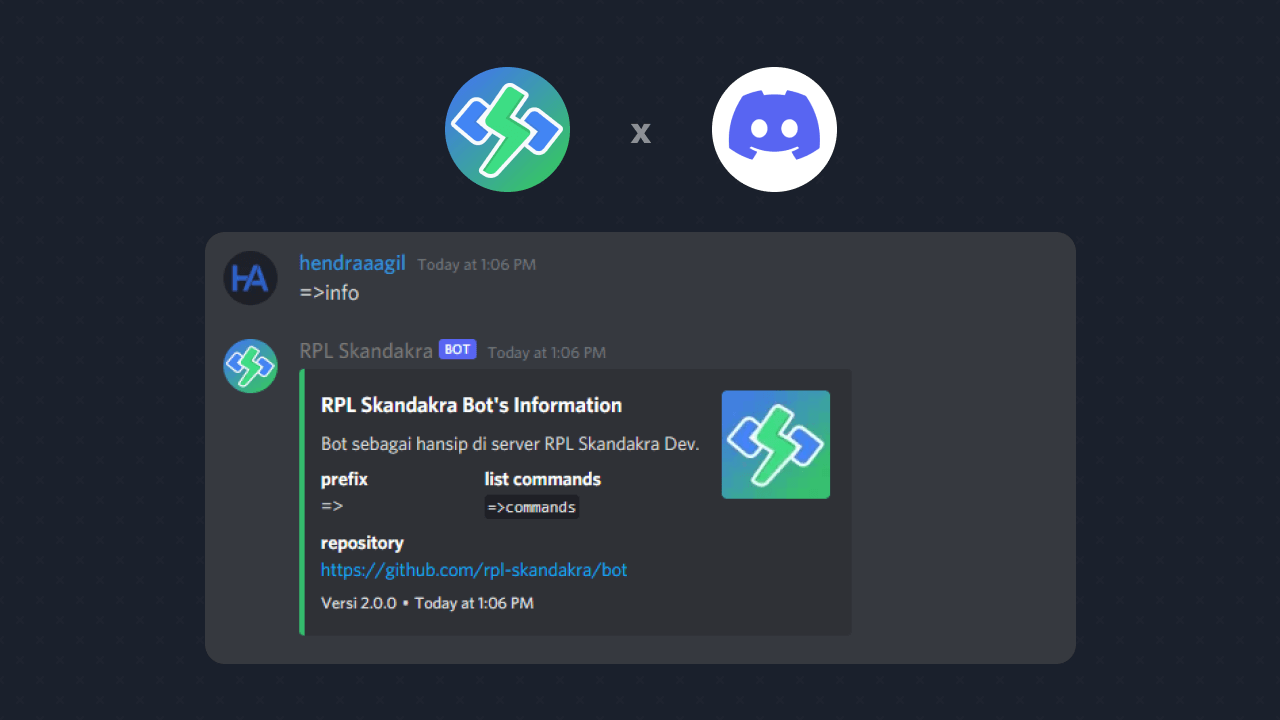 x
HA
hendraaagil Today at 1:06 PM
=>info
RPL Skandakra BOT Today at 1:06 PM
RPL Skandakra Bot's Information
Bot sebagai hansip di server RPL Skandakra Dev.
prefix list commands
=> =>commands
repository
https://github.com/rpl-skandakra/bot
Versi 2.0.0 • Today at 1:06 PM